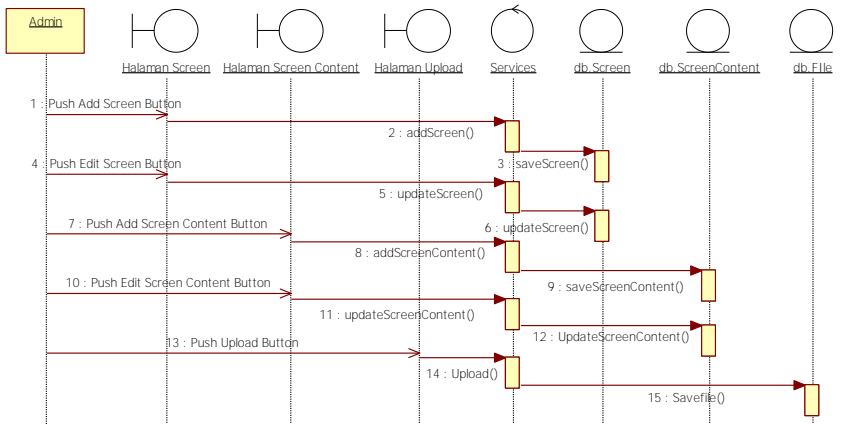 Admin
Halaman Screen
Halaman Screen Content
Halaman Upload
Services
db.Screen
db.ScreenContent
db.FIle
1 : Push Add Screen Button
2 : addScreen()
3 : saveScreen()
4 : Push Edit Screen Button
5 : updateScreen()
6 : updateScreen()
7 : Push Add Screen Content Button
8 : addScreenContent()
9 : saveScreenContent()
10 : Push Edit Screen Content Button
11 : updateScreenContent()
12 : UpdateScreenContent()
13 : Push Upload Button
14 : Upload()
15 : Savefile()